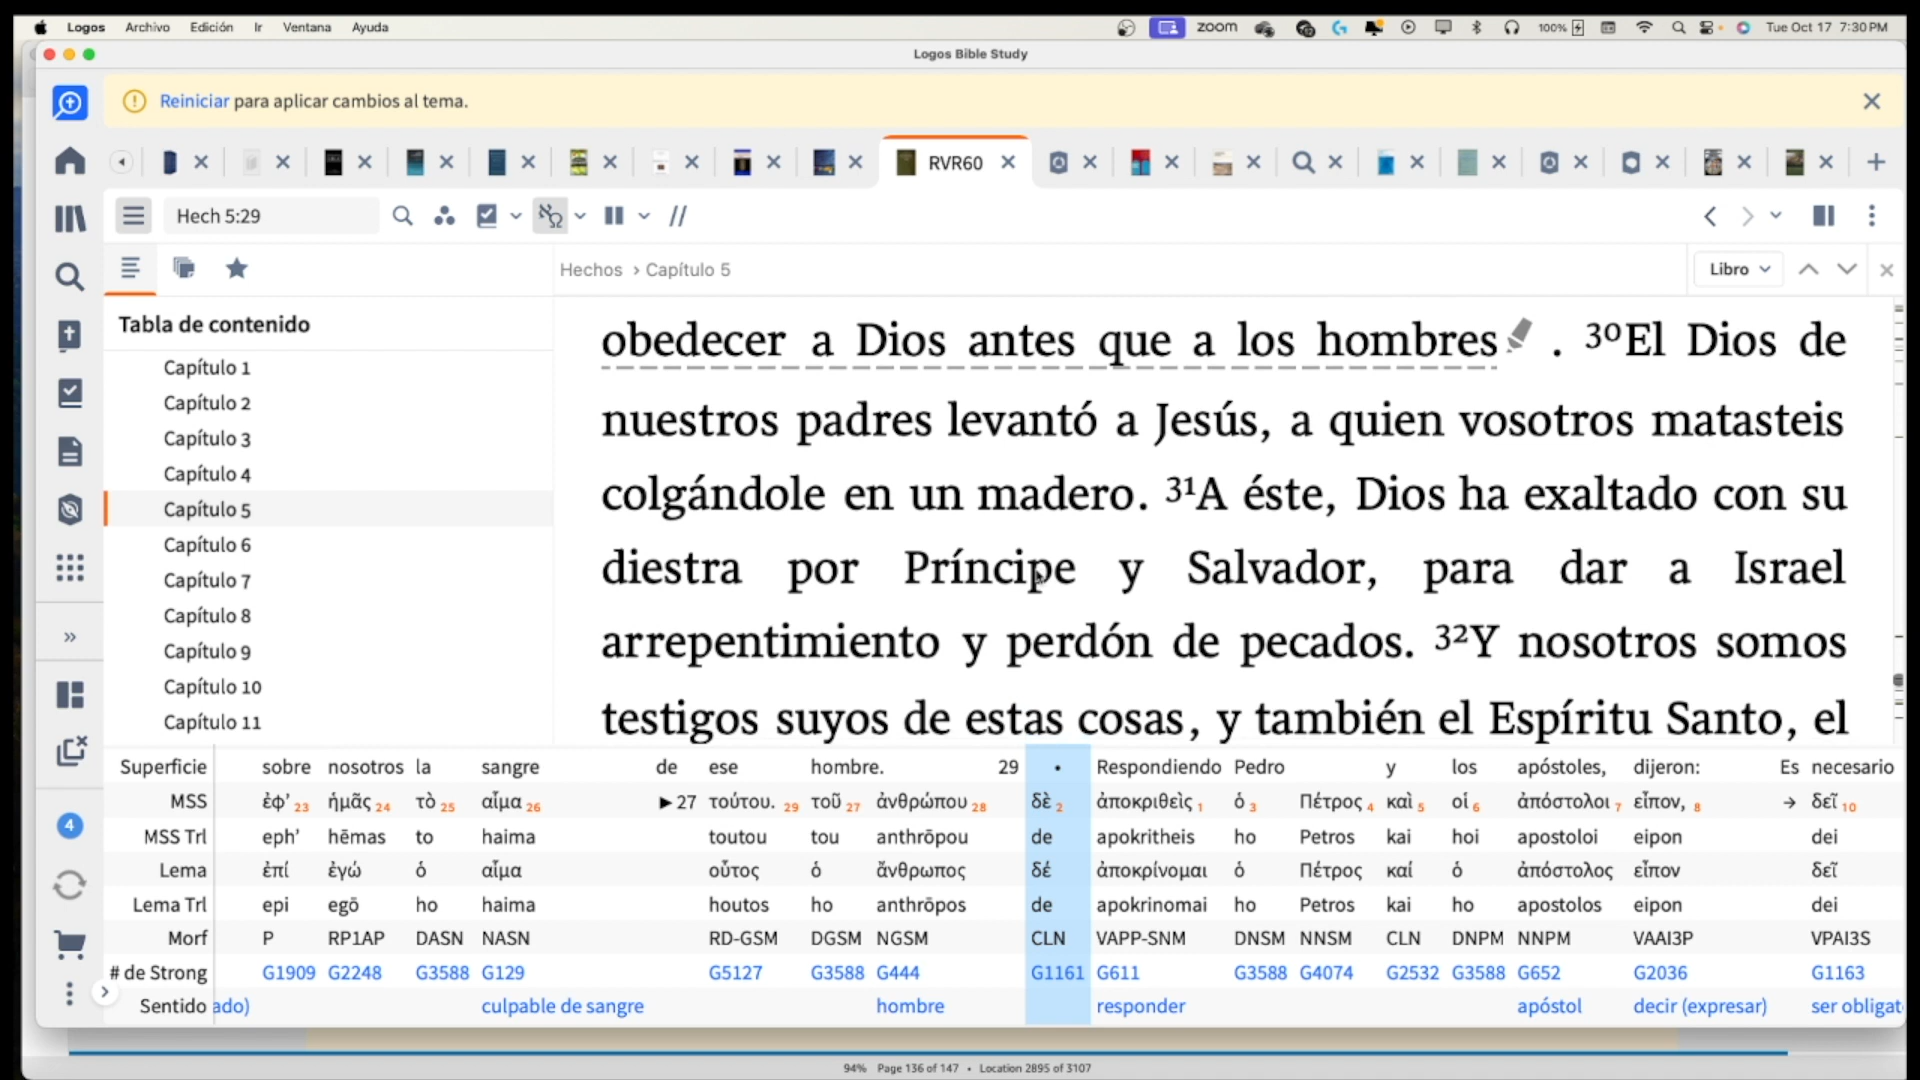 Logos Archivo Edición Ir Ventana Ayuda zoom 100% Tue Oct 17 7:30 PM
Logos Bible Study
Reiniciar para aplicar cambios al tema.
RVR60
Hech 5:29
Hechos › Capítulo 5 Libro
Tabla de contenido
Capítulo 1
Capítulo 2
Capítulo 3
Capítulo 4
Capítulo 5
Capítulo 6
Capítulo 7
Capítulo 8
Capítulo 9
Capítulo 10
Capítulo 11
obedecer a Dios antes que a los hombres . 30El Dios de
nuestros padres levantó a Jesús, a quien vosotros matasteis
colgándole en un madero. 31A éste, Dios ha exaltado con su
diestra por Príncipe y Salvador, para dar a Israel
arrepentimiento y perdón de pecados. 32Y nosotros somos
testigos suyos de estas cosas, y también el Espíritu Santo, el
Superficie sobre nosotros la sangre de ese hombre. 29 • Respondiendo Pedro y los apóstoles, dijeron: Es necesario
MSS ἐφ’ 23 ἡμᾶς 24 τὸ 25 αἷμα 26 ▶27 τούτου. 29 τοῦ 27 ἀνθρώπου 28 δὲ 2 ἀποκριθεὶς 1 ὁ 3 Πέτρος 4 καὶ 5 οἱ 6 ἀπόστολοι 7 εἶπον, 8 → δεῖ 10
MSS Trl eph’ hēmas to haima toutou tou anthrōpou de apokritheis ho Petros kai hoi apostoloi eipon dei
Lema ἐπί ἐγώ ὁ αἷμα οὗτος ὁ ἄνθρωπος δέ ἀποκρίνομαι ὁ Πέτρος καί ὁ ἀπόστολος εἶπον δεῖ
Lema Trl epi egō ho haima houtos ho anthrōpos de apokrinomai ho Petros kai ho apostolos eipon dei
Morf P RP1AP DASN NASN RD-GSM DGSM NGSM CLN VAPP-SNM DNSM NNSM CLN DNPM NNPM VAAI3P VPAI3S
# de Strong G1909 G2248 G3588 G129 G5127 G3588 G444 G1161 G611 G3588 G4074 G2532 G3588 G652 G2036 G1163
Sentido ado) culpable de sangre hombre responder apóstol decir (expresar) ser obligat
4
94% Page 136 of 147 • Location 2895 of 3107